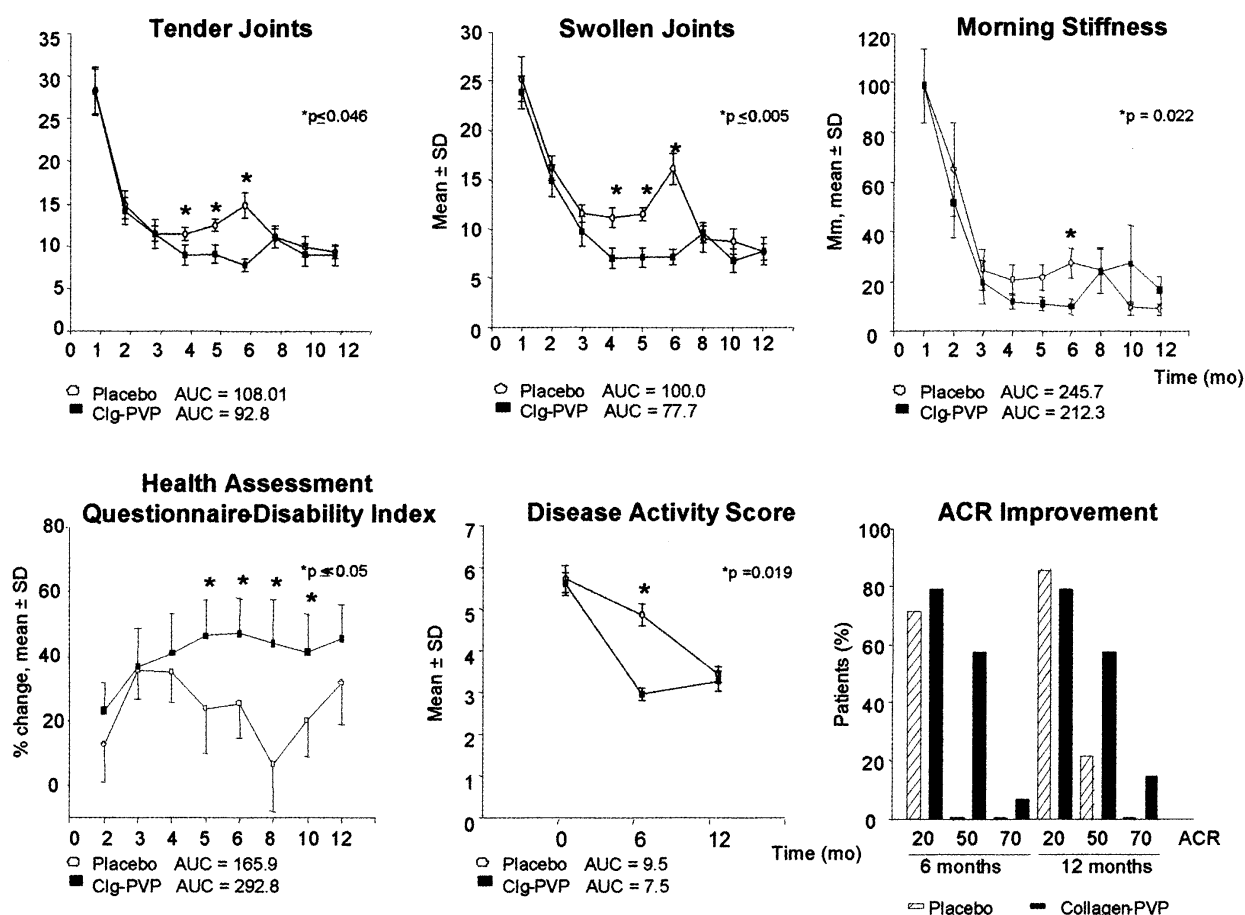 Tender Joints
35
30
25
20
15
10
5
0
*p≤0.046
* * *
0 1 2 3 4 5 6 8 10 12
Placebo AUC = 108.01
Clg-PVP AUC = 92.8
Swollen Joints
Mean ± SD
30
25
20
15
10
5
0
*p ≤0.005
* * *
0 1 2 3 4 5 6 8 10 12
Placebo AUC = 100.0
Clg-PVP AUC = 77.7
Morning Stiffness
Mm, mean ± SD
120
100
80
60
40
20
0
*p = 0.022
*
0 1 2 3 4 5 6 8 10 12
Time (mo)
Placebo AUC = 245.7
Clg-PVP AUC = 212.3
Health Assessment
Questionnaire-Disability Index
% change, mean ± SD
80
60
40
20
0
*p ≤0.05
* * * *
0 2 3 4 5 6 8 10 12
Placebo AUC = 165.9
Clg-PVP AUC = 292.8
Disease Activity Score
Mean ± SD
7
6
5
4
3
2
1
0
*p =0.019
*
0 6 12
Time (mo)
Placebo AUC = 9.5
Clg-PVP AUC = 7.5
ACR Improvement
Patients (%)
100
80
60
40
20
0
20 50 70 20 50 70 ACR
6 months 12 months
Placebo Collagen-PVP